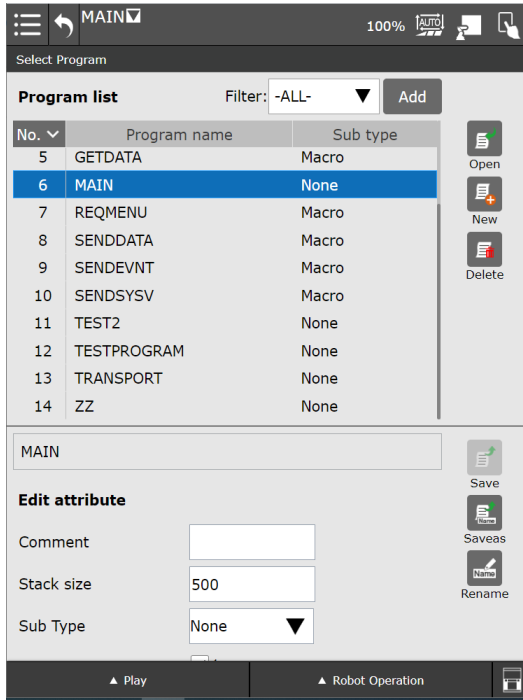 MAIN
100%
AUTO
Select Program
Program list Filter: -ALL- Add
No. Program name Sub type
5 GETDATA Macro
6 MAIN None
7 REQMENU Macro
8 SENDDATA Macro
9 SENDEVNT Macro
10 SENDSYSV Macro
11 TEST2 None
12 TESTPROGRAM None
13 TRANSPORT None
14 ZZ None
Open
New
Delete
MAIN
Save
Edit attribute
Name
Saveas
Comment
Name
Rename
Stack size 500
Sub Type None
Play
Robot Operation